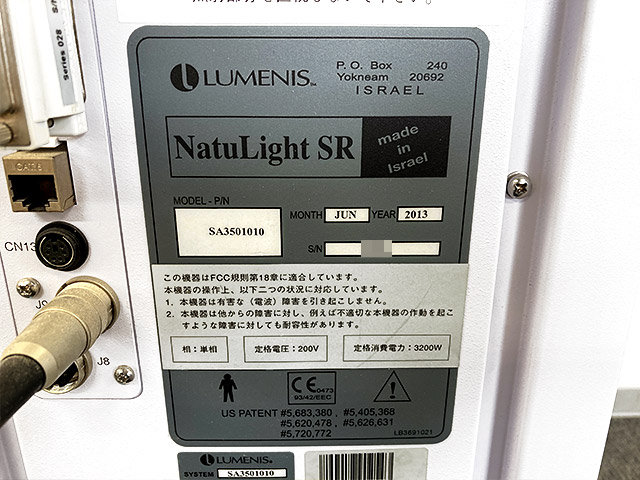 S/N
Series 028
LUMENIS™
P. O. Box 240
Yokneam 20692
ISRAEL
NatuLight SR
made
in
Israel
MODEL - P/N
SA3501010
MONTH JUN YEAR 2013
S/N
CAT.6
CN13
この機器はFCC規則第18章に適合しています。
本機器の操作上、以下二つの状況に対応しています。
1. 本機器は有害な(電波)障害を引き起こしません。
2. 本機器は他からの障害に対し、例えば不適切な本機器の作動を起こ
すような障害に対しても耐容性があります。
相:単相 定格電圧:200V 定格消費電力:3200W
J8
CE 0473
93/42/EEC
US PATENT #5,683,380 , #5,405,368
#5,620,478 , #5,626,631
#5,720,772
LB3691021
LUMENIS
SYSTEM SA3501010